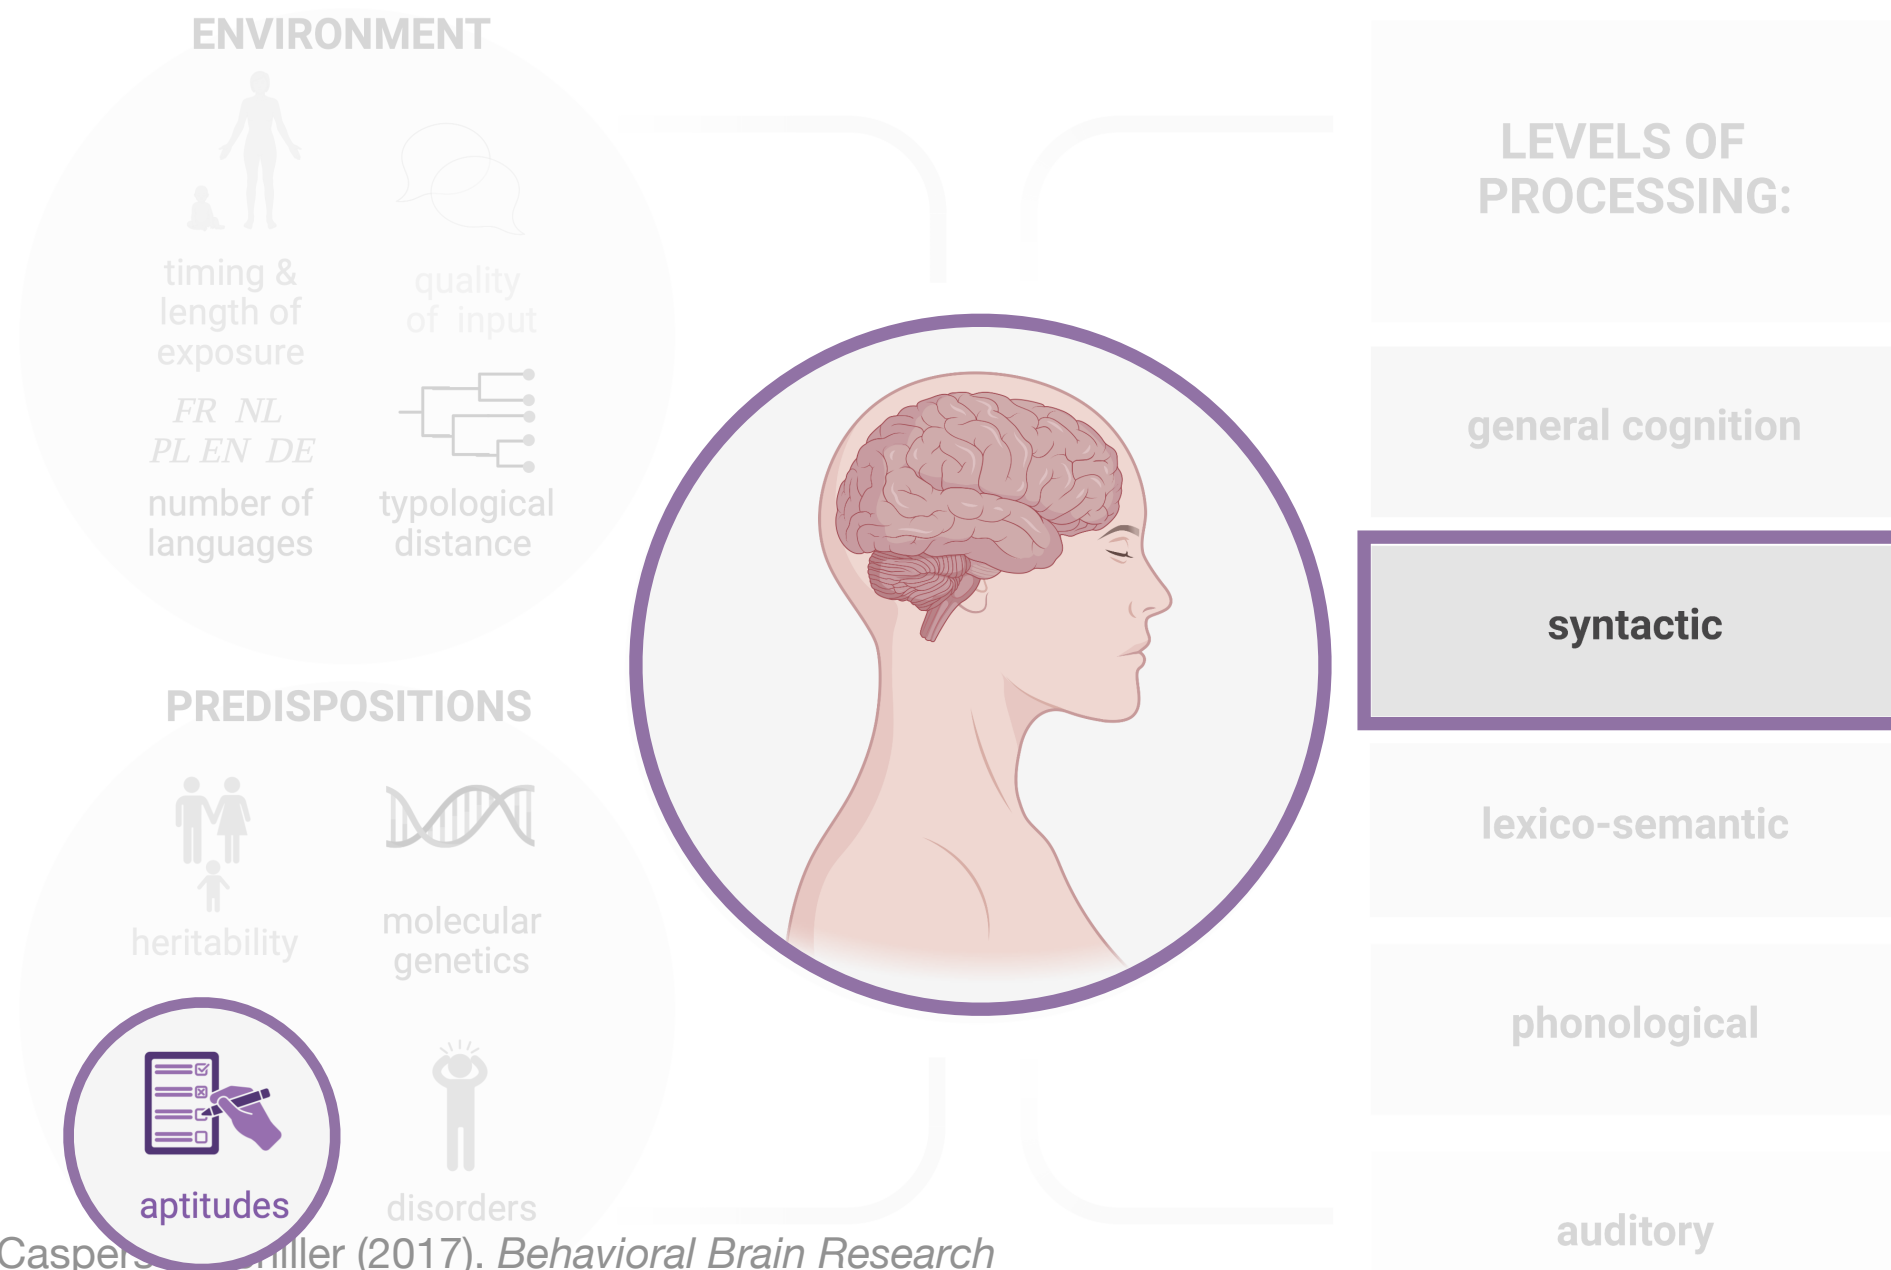 ENVIRONMENT
timing &
length of
exposure
quality
of input
FR NL
PL EN DE
number of
languages
typological
distance
PREDISPOSITIONS
heritability
molecular
genetics
aptitudes
disorders
LEVELS OF
PROCESSING:
general cognition
syntactic
lexico-semantic
phonological
auditory
Caspers (2017). Behavioral Brain Research